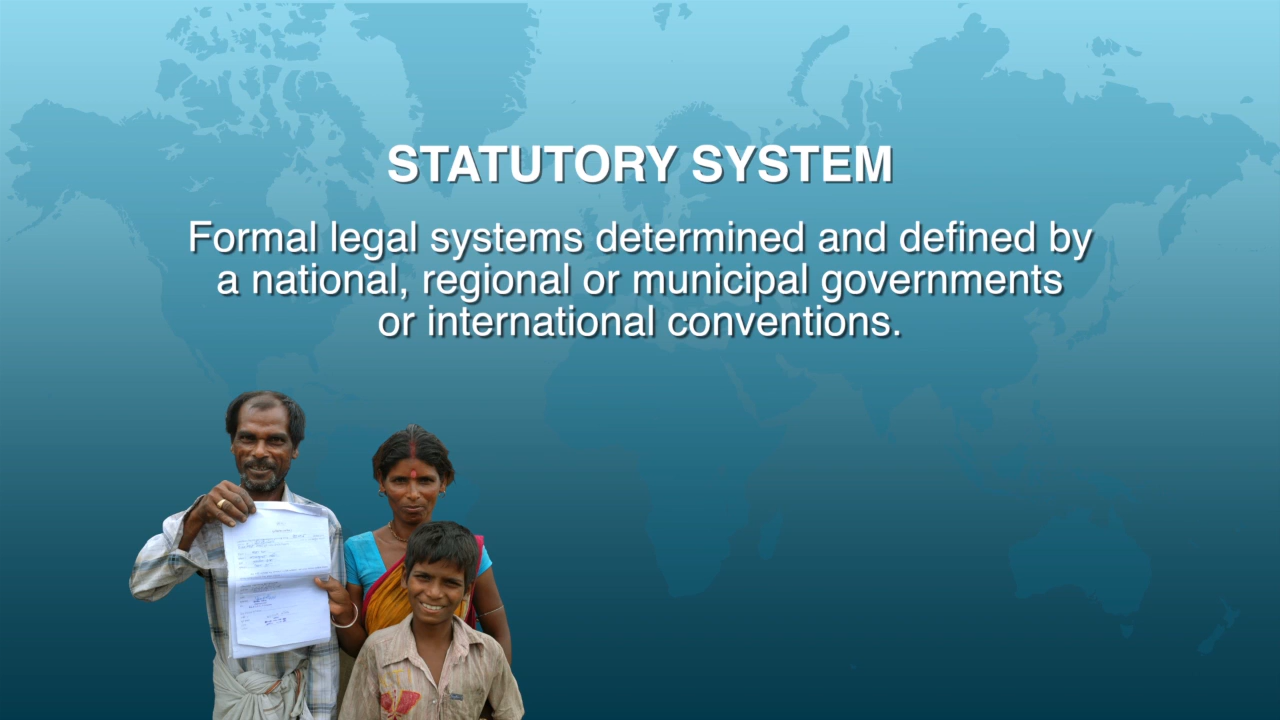 STATUTORY SYSTEM
Formal legal systems determined and defined by
a national, regional or municipal governments
or international conventions.